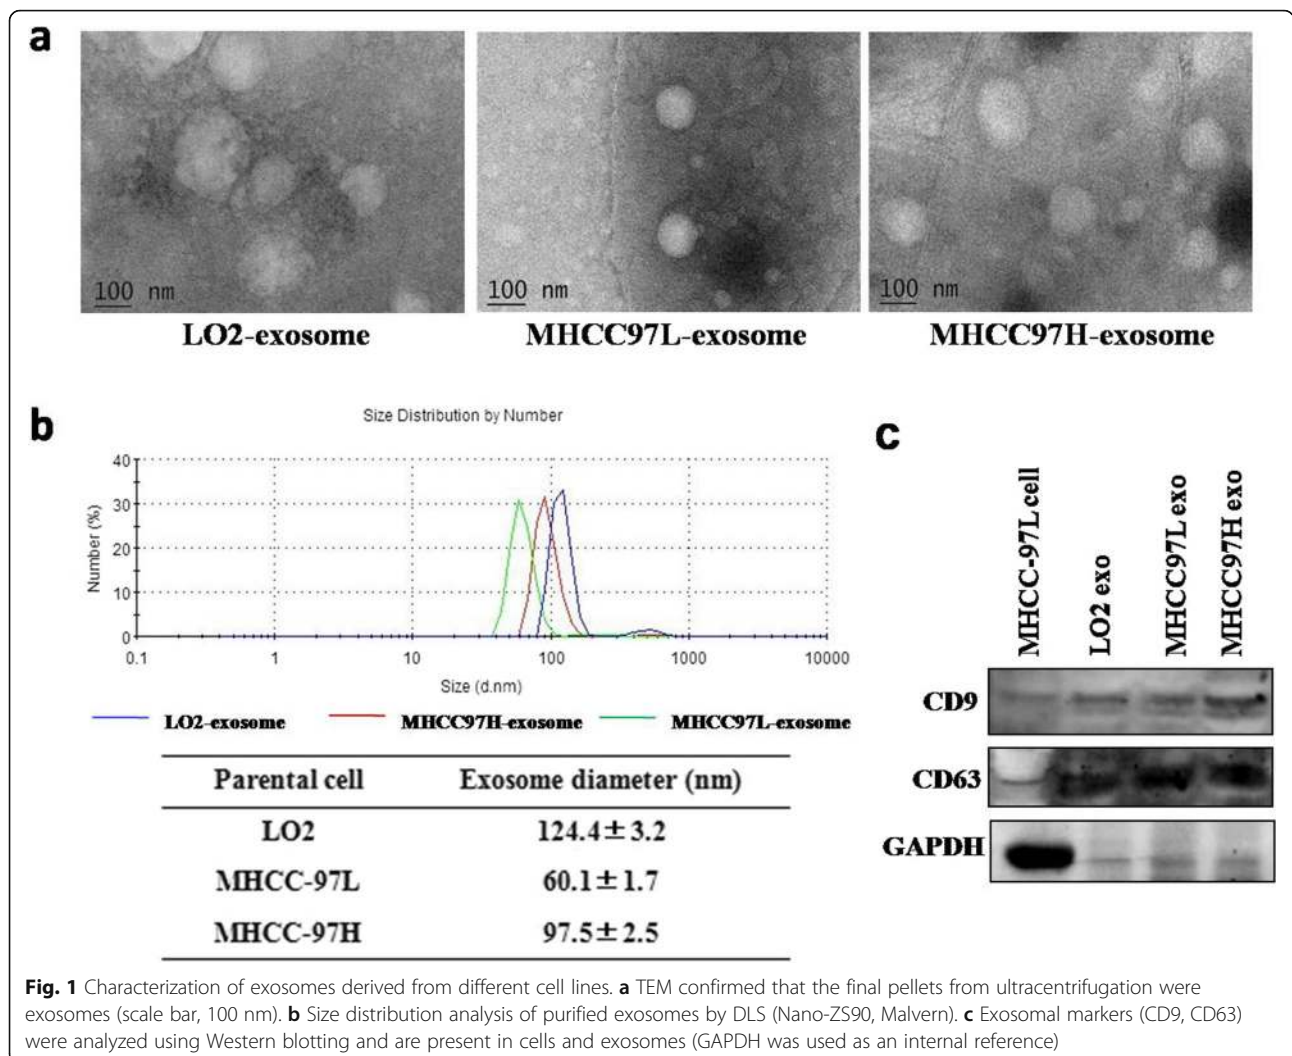 a
100 nm
100 nm
100 nm
LO2-exosome
MHCC97L-exosome
MHCC97H-exosome
b
Size Distribution by Number
Number (%)
40
30
20
10
0
0.1
1
10
100
1000
10000
Size (d.nm)
LO2-exosome
MHCC97H-exosome
MHCC97L-exosome
Parental cell Exosome diameter (nm)
LO2 124.4±3.2
MHCC-97L 60.1±1.7
MHCC-97H 97.5±2.5
c
MHCC-97L cell
LO2 exo
MHCC97L exo
MHCC97H exo
CD9
CD63
GAPDH
Fig. 1 Characterization of exosomes derived from different cell lines. a TEM confirmed that the final pellets from ultracentrifugation were
exosomes (scale bar, 100 nm). b Size distribution analysis of purified exosomes by DLS (Nano-ZS90, Malvern). c Exosomal markers (CD9, CD63)
were analyzed using Western blotting and are present in cells and exosomes (GAPDH was used as an internal reference)